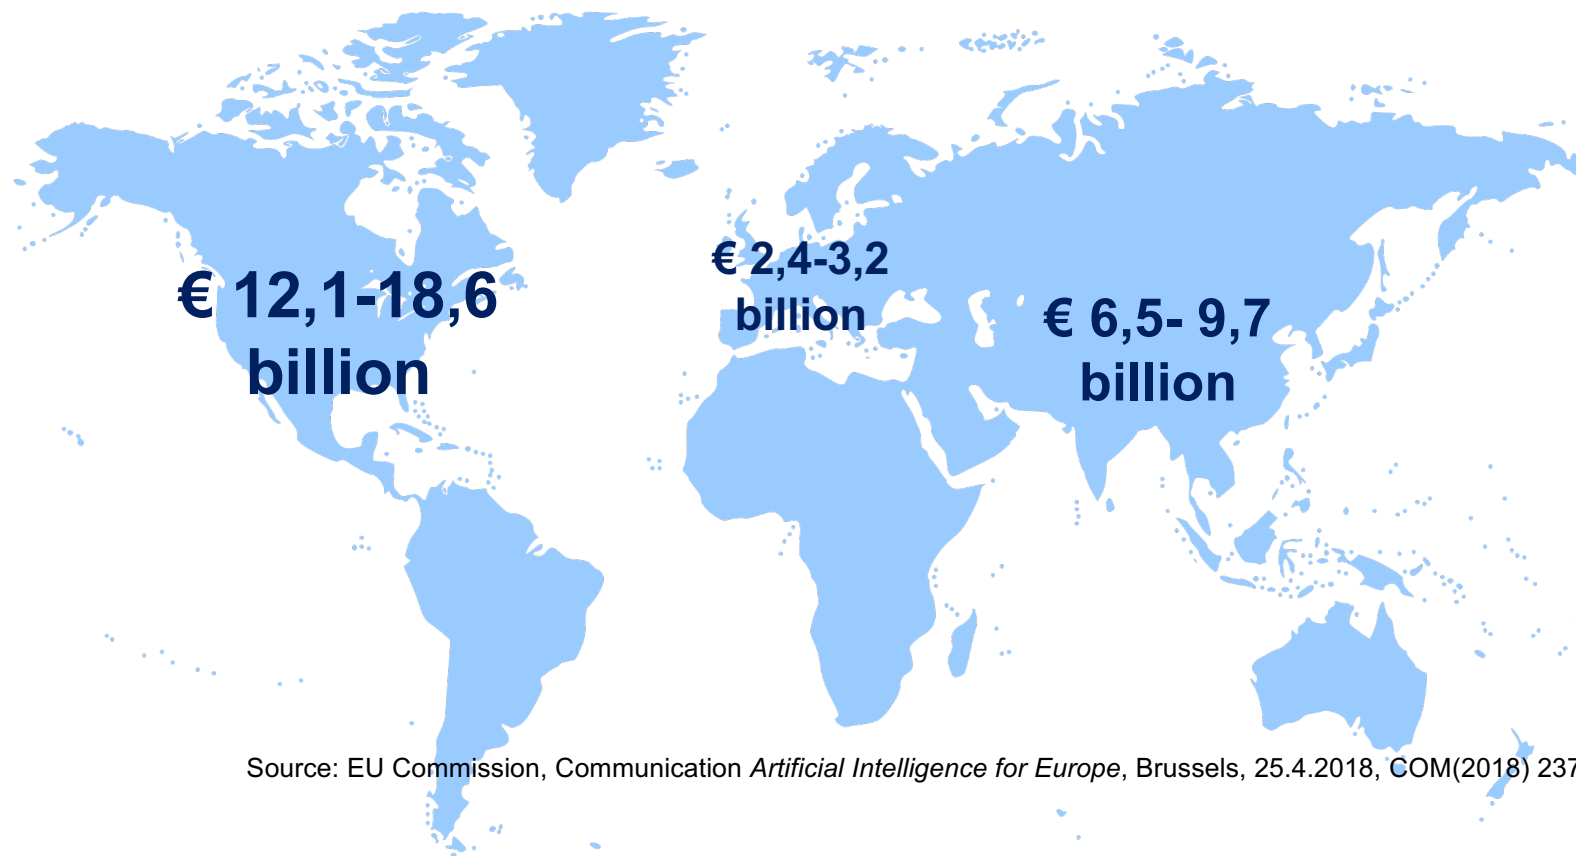 € 12,1-18,6
billion
€ 2,4-3,2
billion
€ 6,5- 9,7
billion
Source: EU Commission, Communication Artificial Intelligence for Europe, Brussels, 25.4.2018, COM(2018) 237